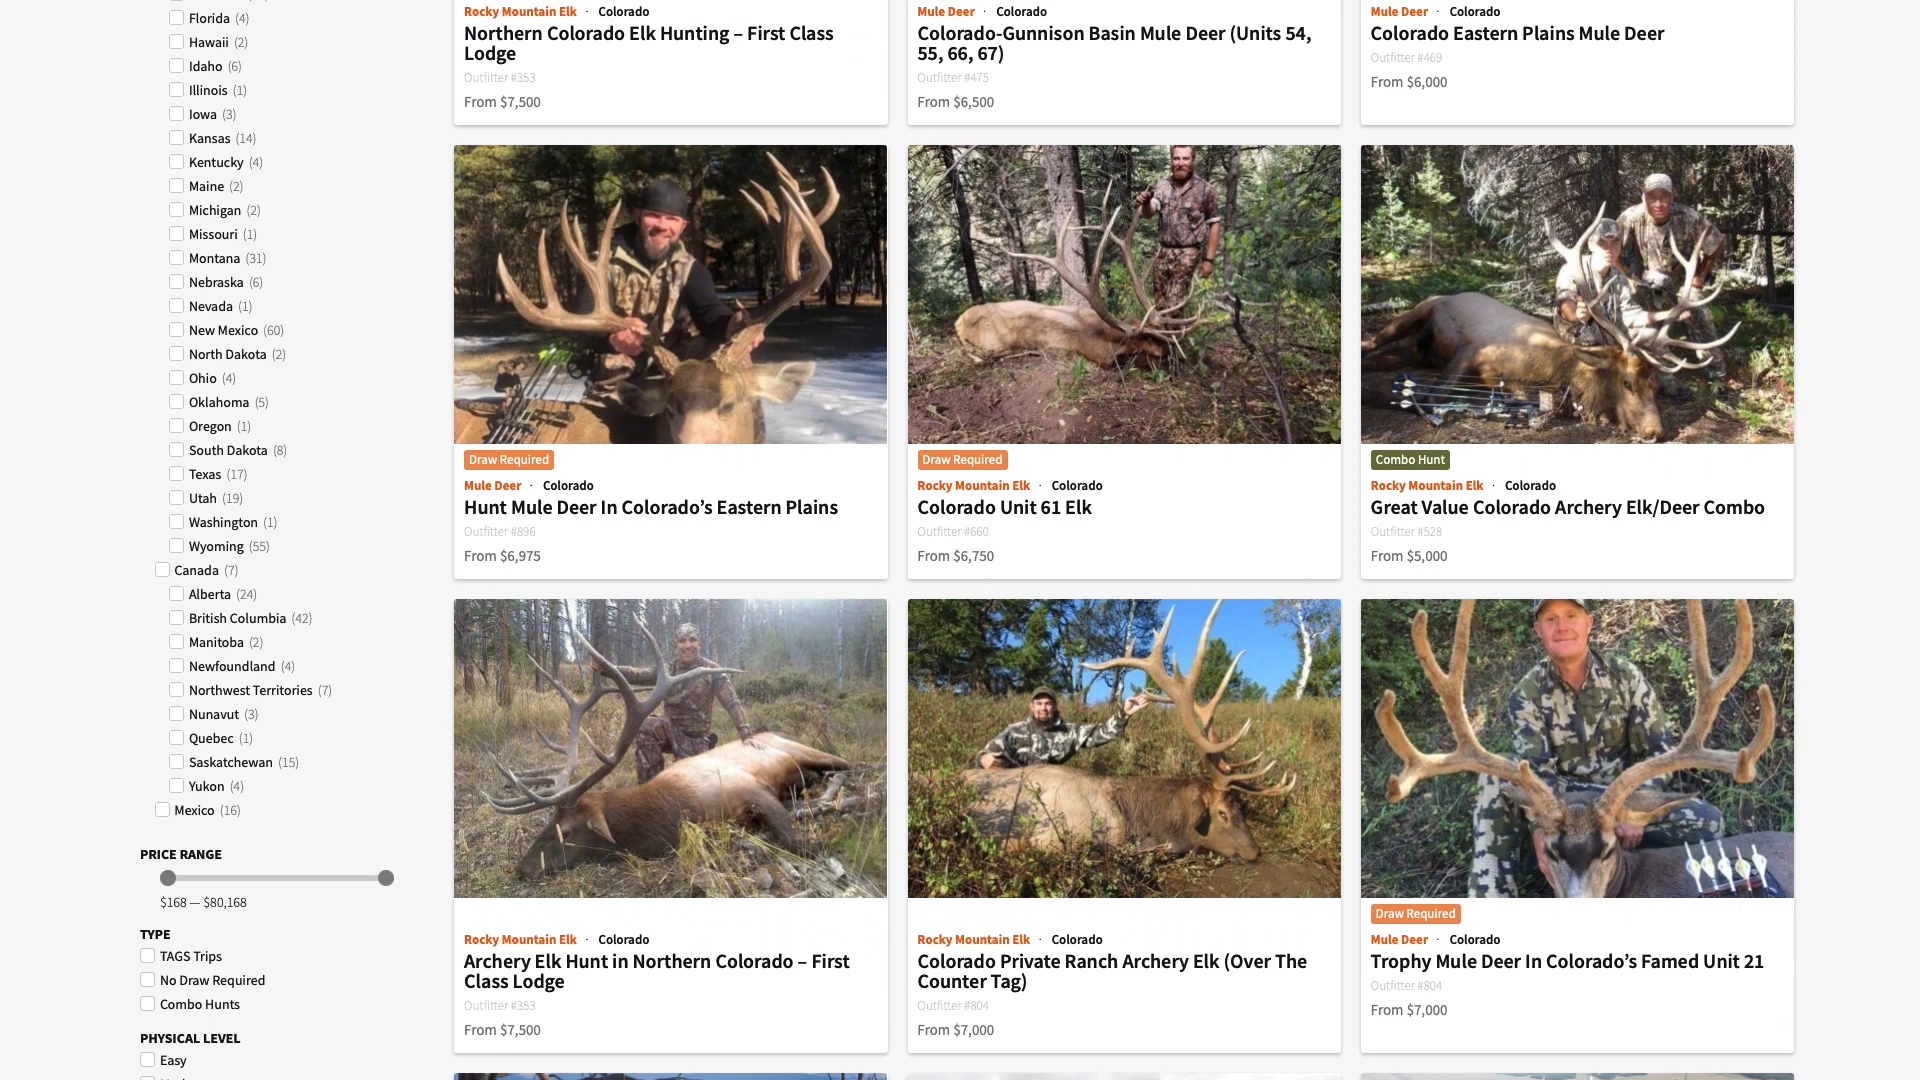 Florida (4)
Hawaii (2)
Idaho (6)
Illinois (1)
Iowa (3)
Kansas (14)
Kentucky (4)
Maine (2)
Michigan (2)
Missouri (1)
Montana (31)
Nebraska (6)
Nevada (1)
New Mexico (60)
North Dakota (2)
Ohio (4)
Oklahoma (5)
Oregon (1)
South Dakota (8)
Texas (17)
Utah (19)
Washington (1)
Wyoming (55)
Canada (7)
Alberta (24)
British Columbia (42)
Manitoba (2)
Newfoundland (4)
Northwest Territories (7)
Nunavut (3)
Quebec (1)
Saskatchewan (15)
Yukon (4)
Mexico (16)
PRICE RANGE
$168 — $80,168
TYPE
TAGS Trips
No Draw Required
Combo Hunts
PHYSICAL LEVEL
Easy
Rocky Mountain Elk · Colorado
Northern Colorado Elk Hunting – First Class
Lodge
Outfitter #353
From $7,500
Mule Deer · Colorado
Colorado-Gunnison Basin Mule Deer (Units 54,
55, 66, 67)
Outfitter #475
From $6,500
Mule Deer · Colorado
Colorado Eastern Plains Mule Deer
Outfitter #469
From $6,000
Draw Required
Mule Deer · Colorado
Hunt Mule Deer In Colorado’s Eastern Plains
Outfitter #896
From $6,975
Draw Required
Rocky Mountain Elk · Colorado
Colorado Unit 61 Elk
Outfitter #660
From $6,750
Combo Hunt
Rocky Mountain Elk · Colorado
Great Value Colorado Archery Elk/Deer Combo
Outfitter #528
From $5,000
Rocky Mountain Elk · Colorado
Archery Elk Hunt in Northern Colorado – First
Class Lodge
Outfitter #353
From $7,500
Rocky Mountain Elk · Colorado
Colorado Private Ranch Archery Elk (Over The
Counter Tag)
Outfitter #804
From $7,000
Draw Required
Mule Deer · Colorado
Trophy Mule Deer In Colorado’s Famed Unit 21
Outfitter #804
From $7,000